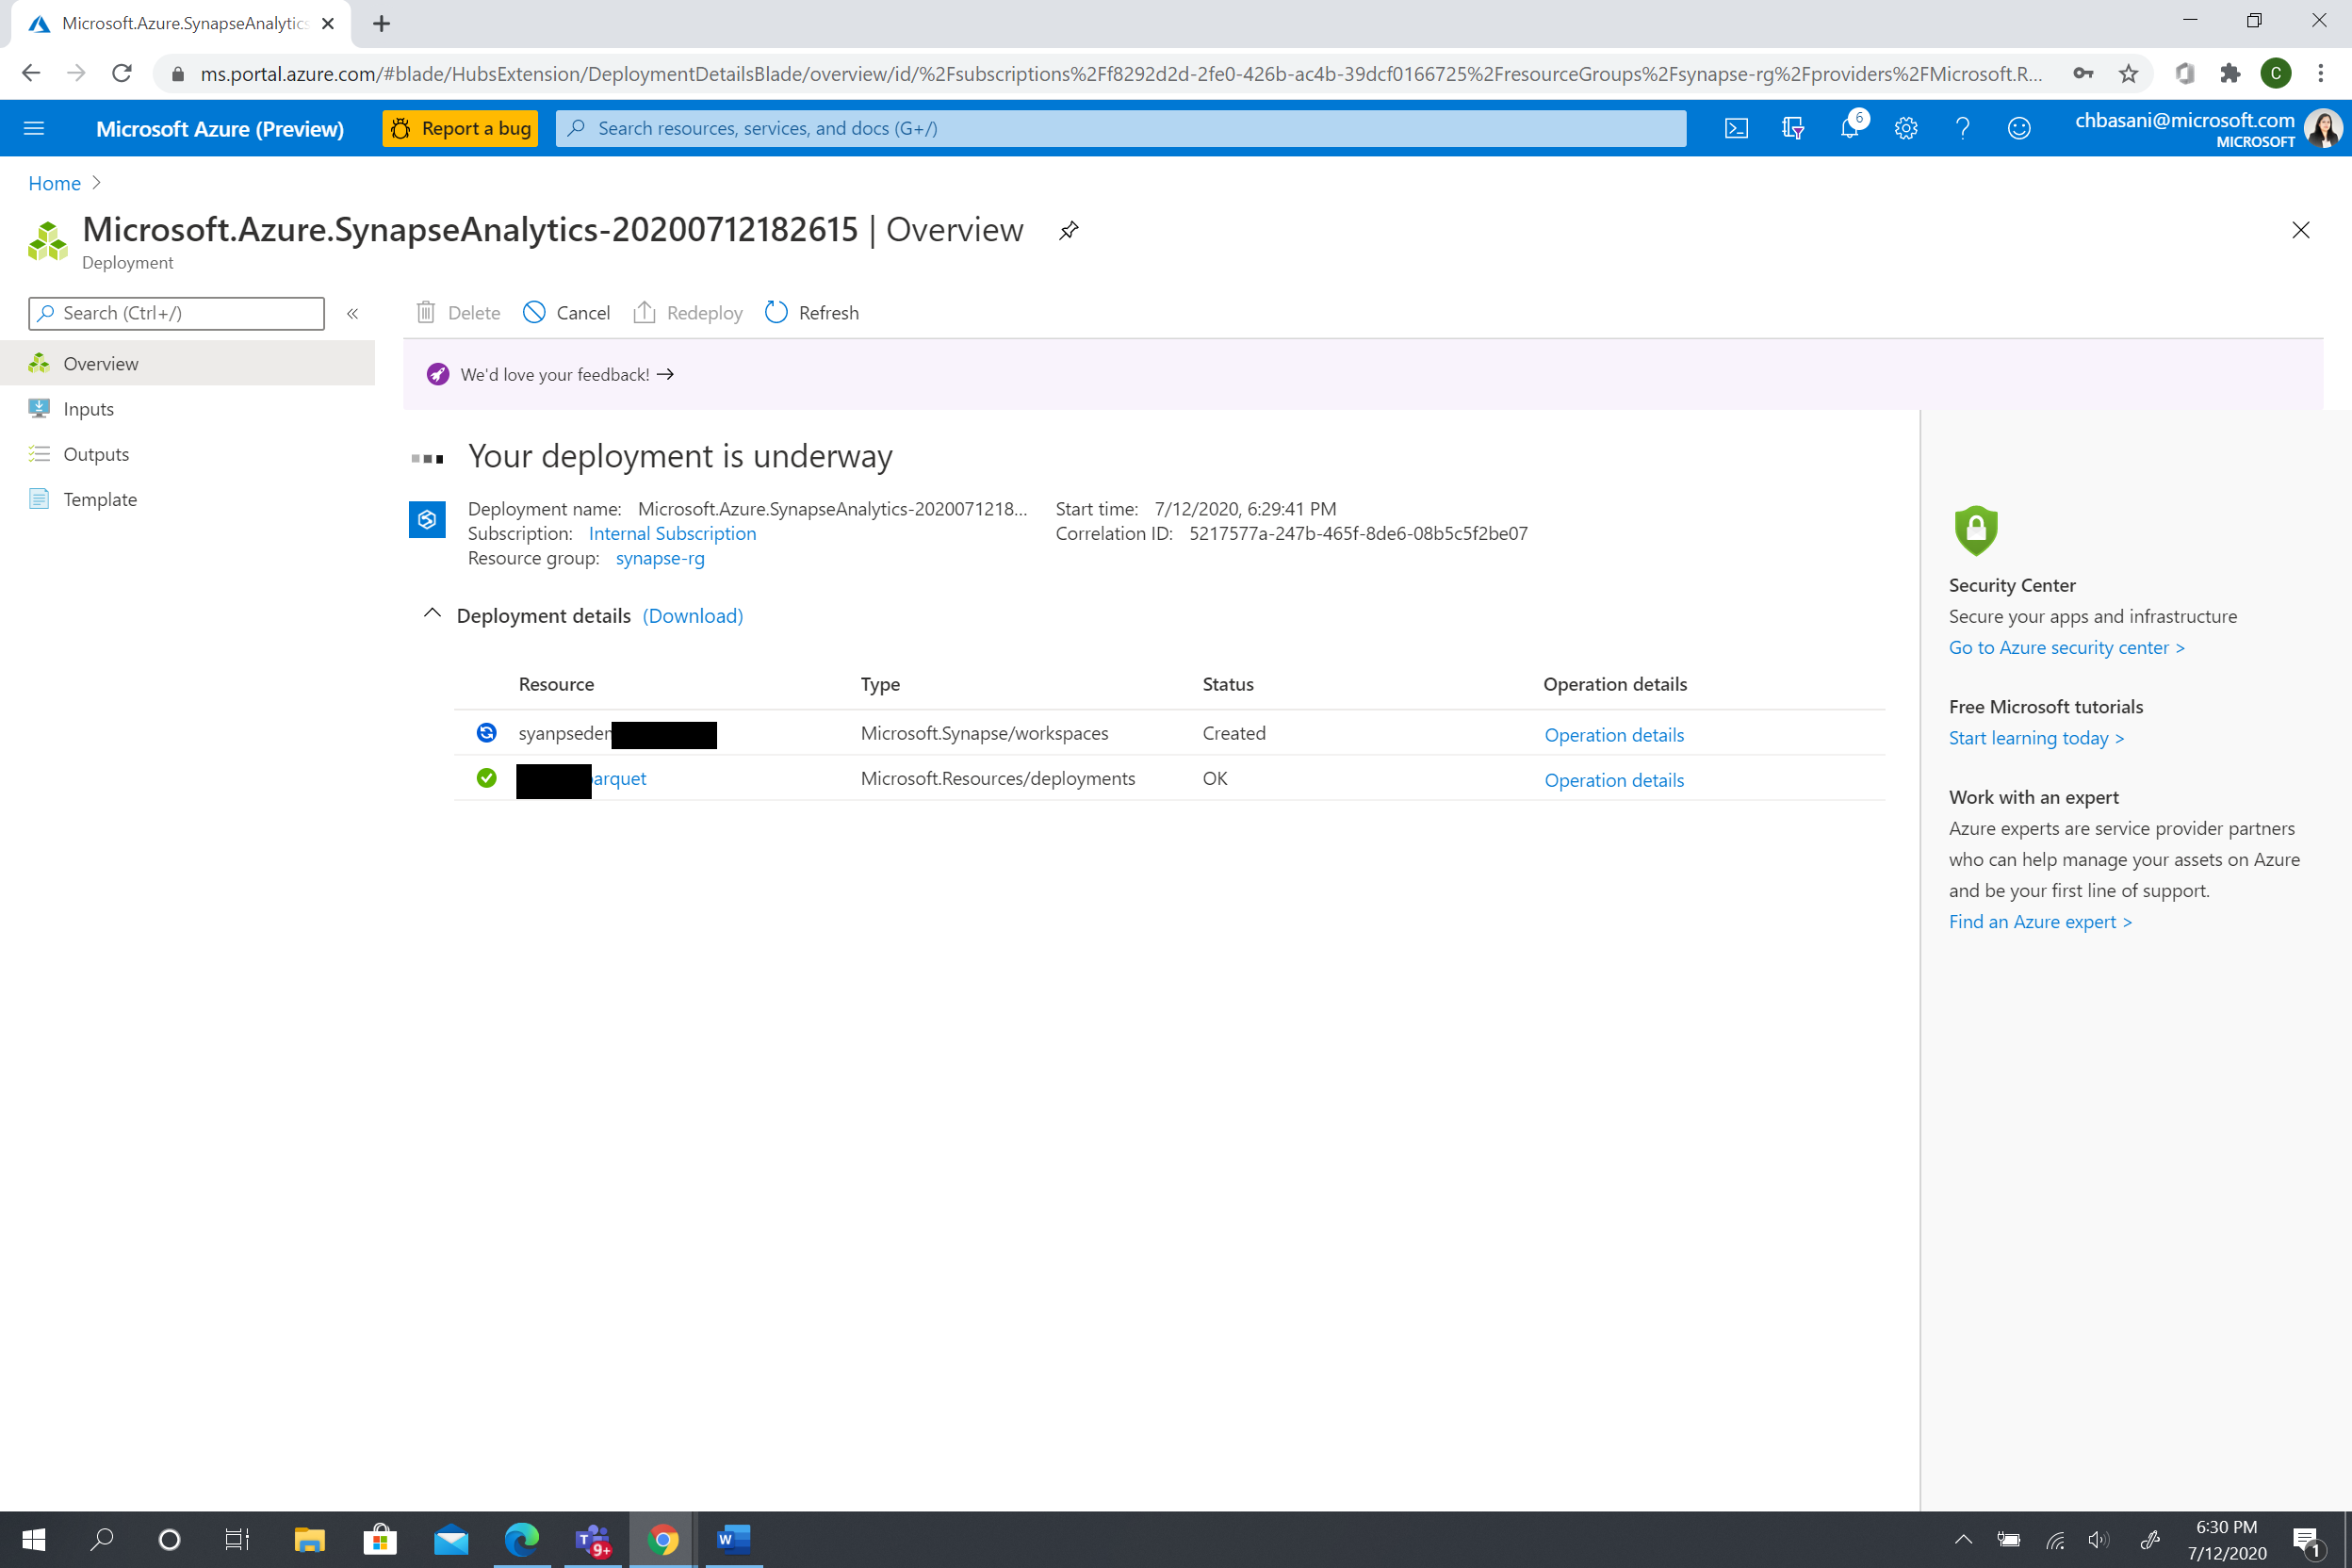 Microsoft.Azure.SynapseAnalytics
ms.portal.azure.com/#blade/HubsExtension/DeploymentDetailsBlade/overview/id/%2Fsubscriptions%2Ff8292d2d-2fe0-426b-ac4b-39dcf0166725%2FresourceGroups%2Fsynapse-rg%2Fproviders%2FMicrosoft.R...
C
Microsoft Azure (Preview)
Report a bug
Search resources, services, and docs (G+/)
6
chbasani@microsoft.com
MICROSOFT
Home
Microsoft.Azure.SynapseAnalytics-20200712182615 | Overview
Deployment
Search (Ctrl+/)
«
Delete
Cancel
Redeploy
Refresh
Overview
Inputs
Outputs
Template
We'd love your feedback! →
Your deployment is underway
Deployment name: Microsoft.Azure.SynapseAnalytics-2020071218...
Subscription: Internal Subscription
Resource group: synapse-rg
Start time: 7/12/2020, 6:29:41 PM
Correlation ID: 5217577a-247b-465f-8de6-08b5c5f2be07
Deployment details (Download)
Resource Type Status Operation details
syanpseden Microsoft.Synapse/workspaces Created Operation details
arquet Microsoft.Resources/deployments OK Operation details
Security Center
Secure your apps and infrastructure
Go to Azure security center >
Free Microsoft tutorials
Start learning today >
Work with an expert
Azure experts are service provider partners
who can help manage your assets on Azure
and be your first line of support.
Find an Azure expert >
T
9+
W
6:30 PM
7/12/2020
1